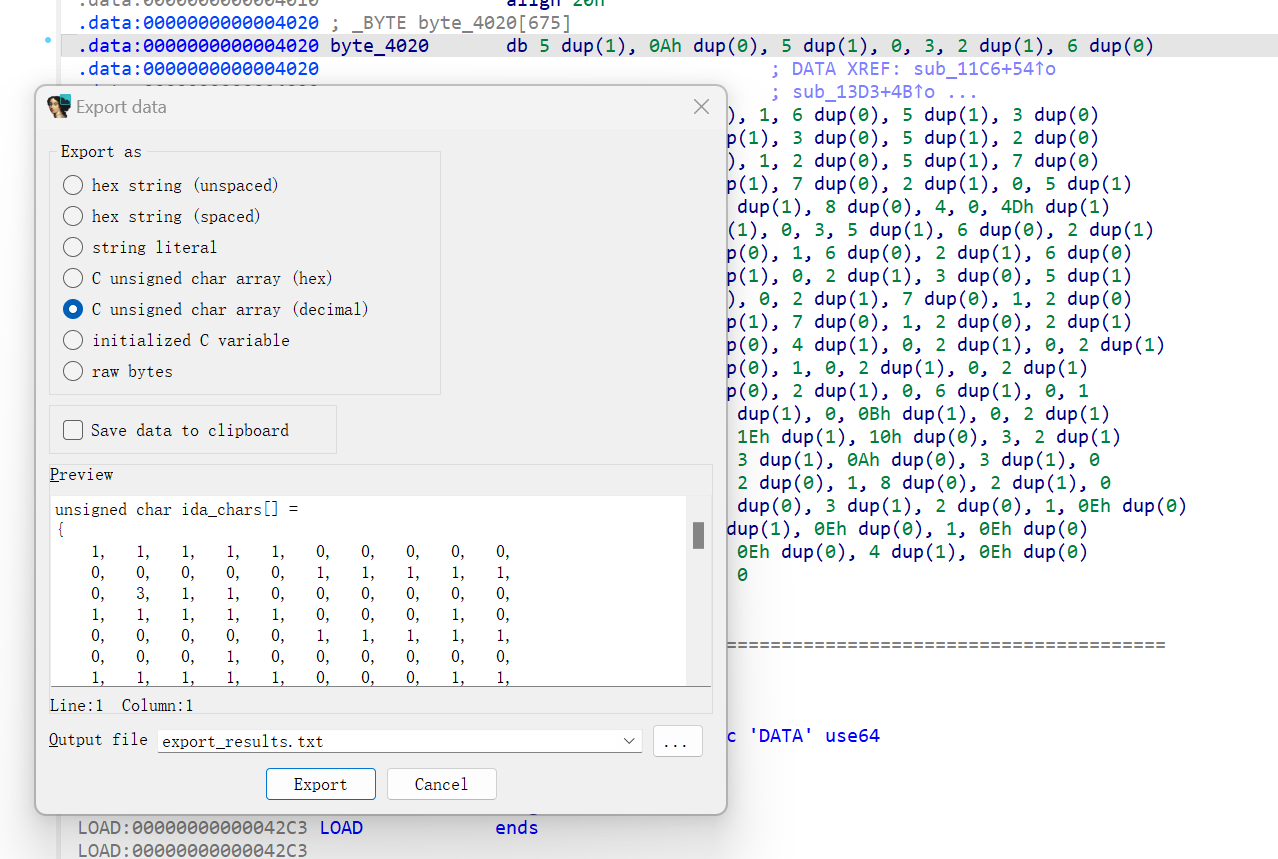 .data:0000000000004010 align 20h
.data:0000000000004020 ; _BYTE byte_4020[675]
.data:0000000000004020 byte_4020 db 5 dup(1), 0Ah dup(0), 5 dup(1), 0, 3, 2 dup(1), 6 dup(0)
.data:0000000000004020 ; DATA XREF: sub_11C6+54↑o
; sub_13D3+4B↑o ...
), 1, 6 dup(0), 5 dup(1), 3 dup(0)
p(1), 3 dup(0), 5 dup(1), 2 dup(0)
), 1, 2 dup(0), 5 dup(1), 7 dup(0)
p(1), 7 dup(0), 2 dup(1), 0, 5 dup(1)
dup(1), 8 dup(0), 4, 0, 4Dh dup(1)
(1), 0, 3, 5 dup(1), 6 dup(0), 2 dup(1)
p(0), 1, 6 dup(0), 2 dup(1), 6 dup(0)
p(1), 0, 2 dup(1), 3 dup(0), 5 dup(1)
), 0, 2 dup(1), 7 dup(0), 1, 2 dup(0)
p(1), 7 dup(0), 1, 2 dup(0), 2 dup(1)
p(0), 4 dup(1), 0, 2 dup(1), 0, 2 dup(1)
p(0), 1, 0, 2 dup(1), 0, 2 dup(1)
p(0), 2 dup(1), 0, 6 dup(1), 0, 1
dup(1), 0, 0Bh dup(1), 0, 2 dup(1)
1Eh dup(1), 10h dup(0), 3, 2 dup(1)
3 dup(1), 0Ah dup(0), 3 dup(1), 0
2 dup(0), 1, 8 dup(0), 2 dup(1), 0
dup(0), 3 dup(1), 2 dup(0), 1, 0Eh dup(0)
dup(1), 0Eh dup(0), 1, 0Eh dup(0)
0Eh dup(0), 4 dup(1), 0Eh dup(0)
0
=======================================
c 'DATA' use64
LOAD:00000000000042C3 LOAD ends
LOAD:00000000000042C3
Export data
Export as
hex string (unspaced)
hex string (spaced)
string literal
C unsigned char array (hex)
C unsigned char array (decimal)
initialized C variable
raw bytes
Save data to clipboard
Preview
unsigned char ida_chars[] =
{
1, 1, 1, 1, 1, 0, 0, 0, 0, 0,
0, 0, 0, 0, 0, 1, 1, 1, 1, 1,
0, 3, 1, 1, 0, 0, 0, 0, 0, 0,
1, 1, 1, 1, 1, 0, 0, 0, 1, 0,
0, 0, 0, 0, 0, 1, 1, 1, 1, 1,
0, 0, 0, 1, 0, 0, 0, 0, 0, 0,
1, 1, 1, 1, 1, 0, 0, 0, 1, 1,
Line:1 Column:1
Output file export_results.txt
...
Export Cancel